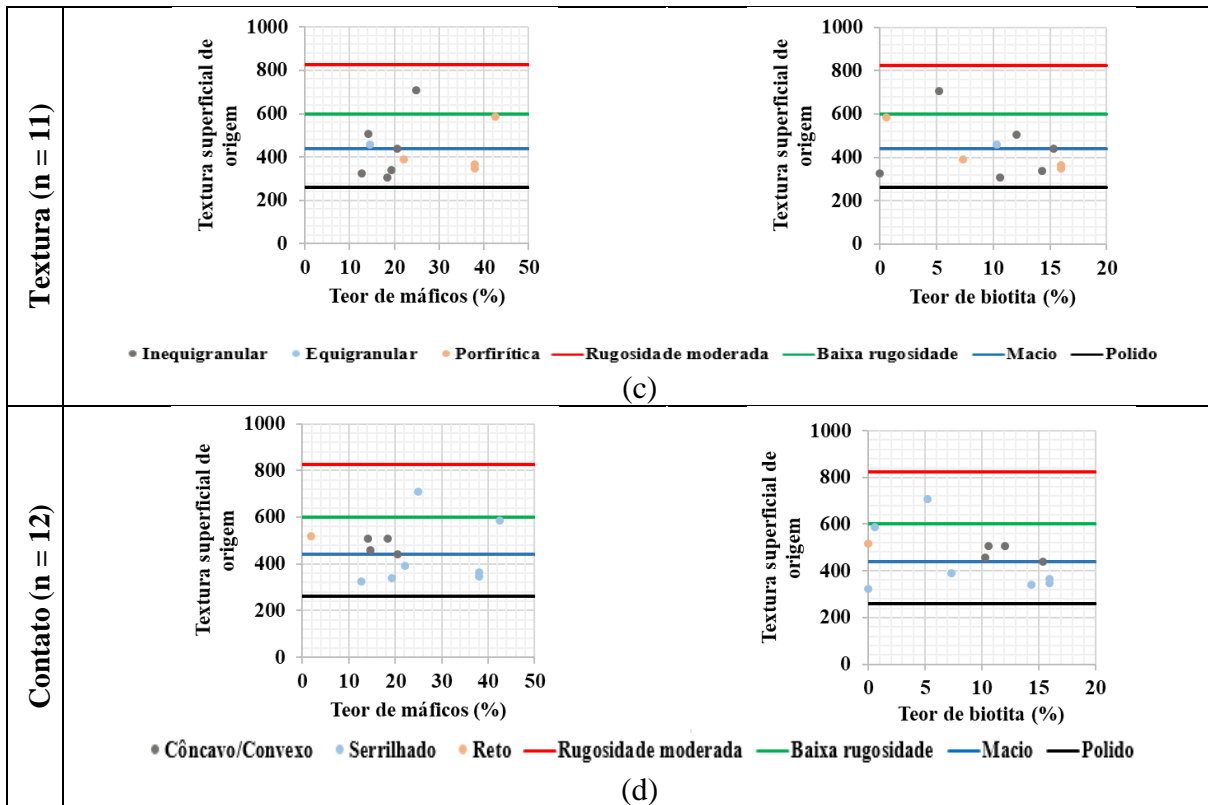 Textura (n = 11)
Textura superficial de
origem
1000
800
600
400
200
0
0 10 20 30 40 50
Teor de máficos (%)
Textura superficial de
origem
1000
800
600
400
200
0
0 5 10 15 20
Teor de biotita (%)
Inequigranular Equigranular Porfirítica Rugosidade moderada Baixa rugosidade Macio Polido
(c)
Contato (n = 12)
Textura superficial de
origem
1000
800
600
400
200
0
0 10 20 30 40 50
Teor de máficos (%)
Textura superficial de
origem
1000
800
600
400
200
0
0 5 10 15 20
Teor de biotita (%)
Côncavo/Convexo Serrilhado Reto Rugosidade moderada Baixa rugosidade Macio Polido
(d)